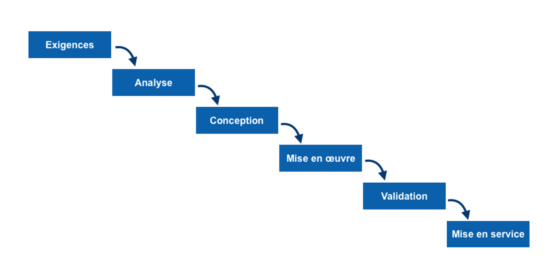 Exigences
Analyse
Conception
Mise en œuvre
Validation
Mise en service